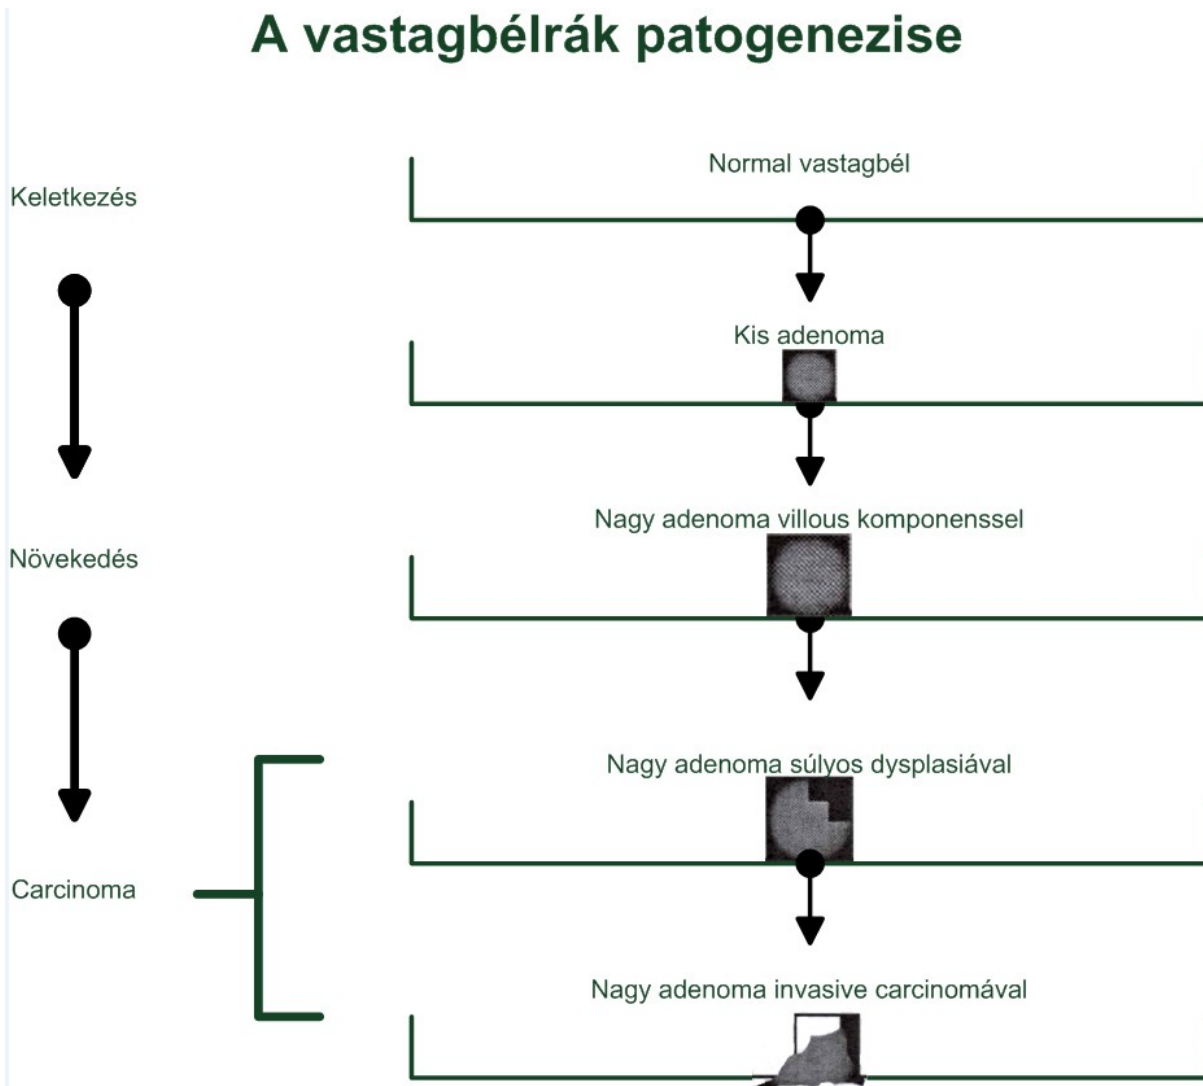 A vastagbélrák patogenezise
Normal vastagbél
Keletkezés
Kis adenoma
Nagy adenoma villous komponenssel
Növekedés
Nagy adenoma súlyos dysplasiával
Carcinoma
Nagy adenoma invasive carcinomával